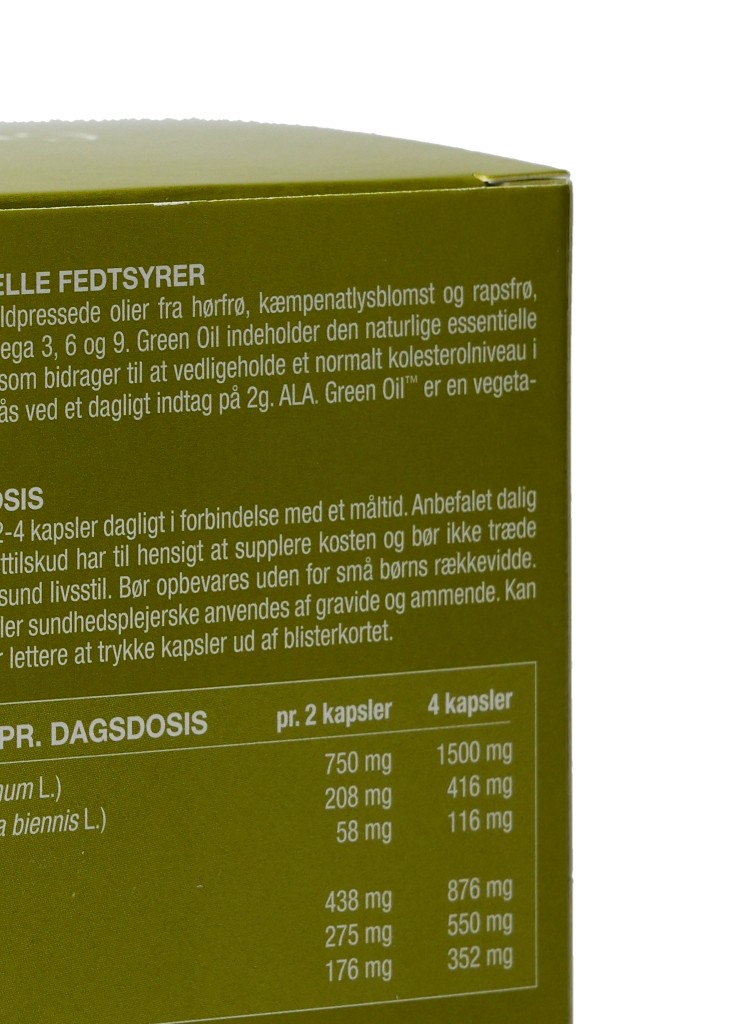 ELLE FEDTSYRER
ldpressede olier fra hørfrø, kæmpenatlysblomst og rapsfrø,
ega 3, 6 og 9. Green Oil indeholder den naturlige essentielle
som bidrager til at vedligeholde et normalt kolesterolniveau i
ås ved et dagligt indtag på 2g. ALA. Green Oil™ er en vegeta-
OSIS
2-4 kapsler dagligt i forbindelse med et måltid. Anbefalet dalig
ttilskud har til hensigt at supplere kosten og bør ikke træde
sund livsstil. Bør opbevares uden for små børns rækkevidde.
ler sundhedsplejerske anvendes af gravide og ammende. Kan
r lettere at trykke kapsler ud af blisterkortet.
PR. DAGSDOSIS pr. 2 kapsler 4 kapsler
750 mg 1500 mg
num L.) 208 mg 416 mg
a biennis L.) 58 mg 116 mg
438 mg 876 mg
275 mg 550 mg
176 mg 352 mg